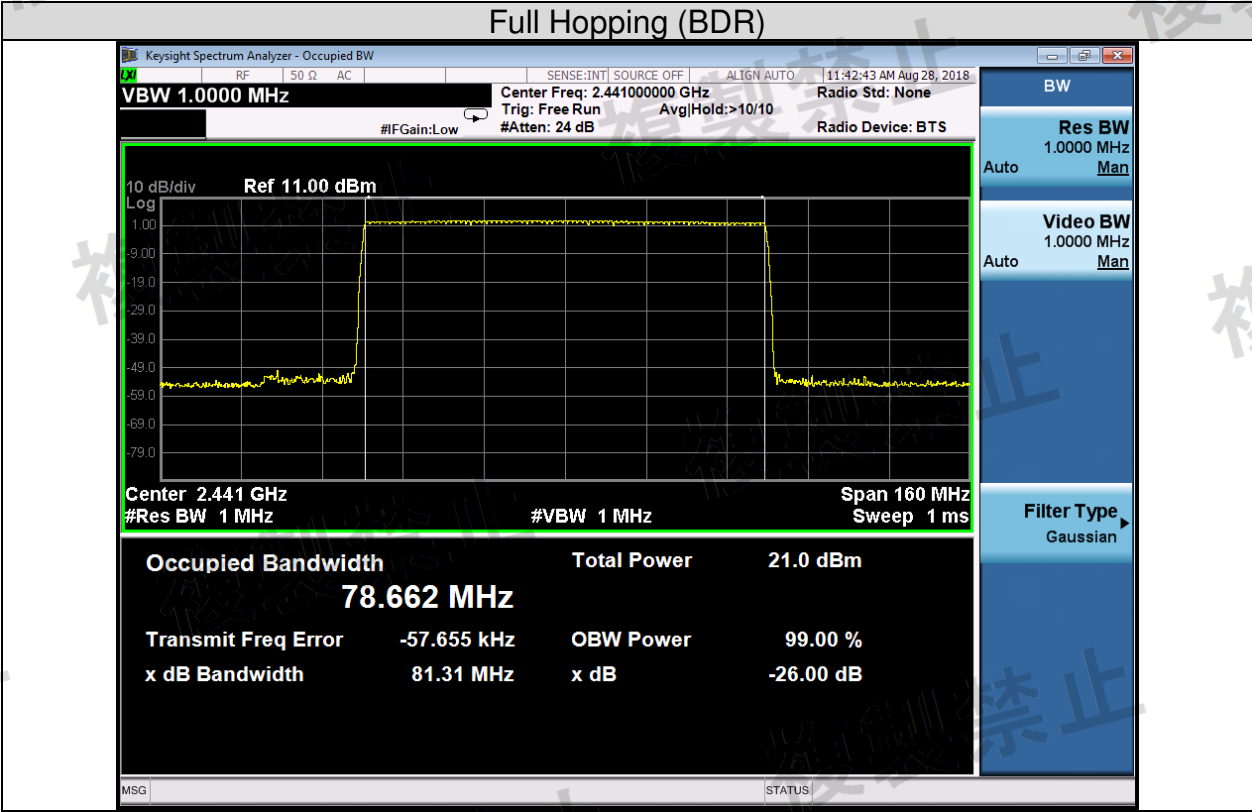 Full Hopping (BDR)
Keysight Spectrum Analyzer - Occupied BW
LXI RF 50 Ω AC SENSE:INT SOURCE OFF ALIGN AUTO 11:42:43 AM Aug 28, 2018
VBW 1.0000 MHz
Center Freq: 2.441000000 GHz
Radio Std: None
Trig: Free Run Avg|Hold:>10/10
#IFGain:Low
#Atten: 24 dB
Radio Device: BTS
BW
Res BW
1.0000 MHz
Auto Man
Video BW
1.0000 MHz
Auto Man
Filter Type
Gaussian
10 dB/div Ref 11.00 dBm
Log
1.00
-9.00
-19.0
-29.0
-39.0
-49.0
-59.0
-69.0
-79.0
Center 2.441 GHz Span 160 MHz
#Res BW 1 MHz #VBW 1 MHz Sweep 1 ms
Occupied Bandwidth Total Power 21.0 dBm
78.662 MHz
Transmit Freq Error -57.655 kHz OBW Power 99.00 %
x dB Bandwidth 81.31 MHz x dB -26.00 dB
MSG STATUS
複製禁止